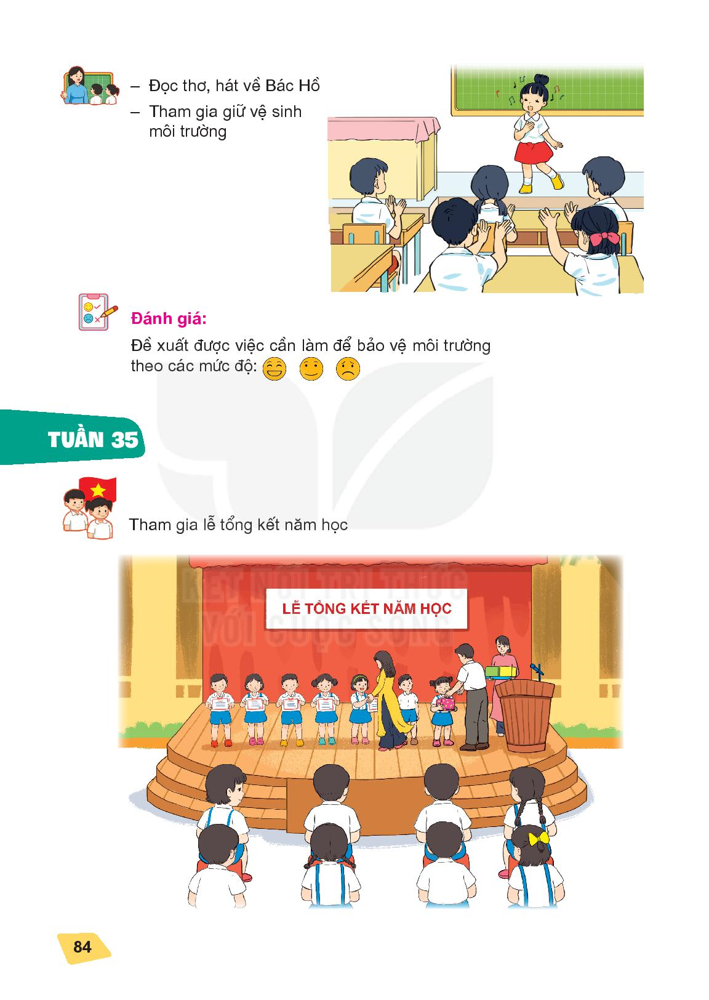 – Đọc thơ, hát về Bác Hồ
– Tham gia giữ vệ sinh
môi trường
Đánh giá:
Đề xuất được việc cần làm để bảo vệ môi trường
theo các mức độ:
TUẦN 35
Tham gia lễ tổng kết năm học
KẾT NỐI TRI THỨC
VỚI CUỘC SỐNG
LỄ TỔNG KẾT NĂM HỌC
84